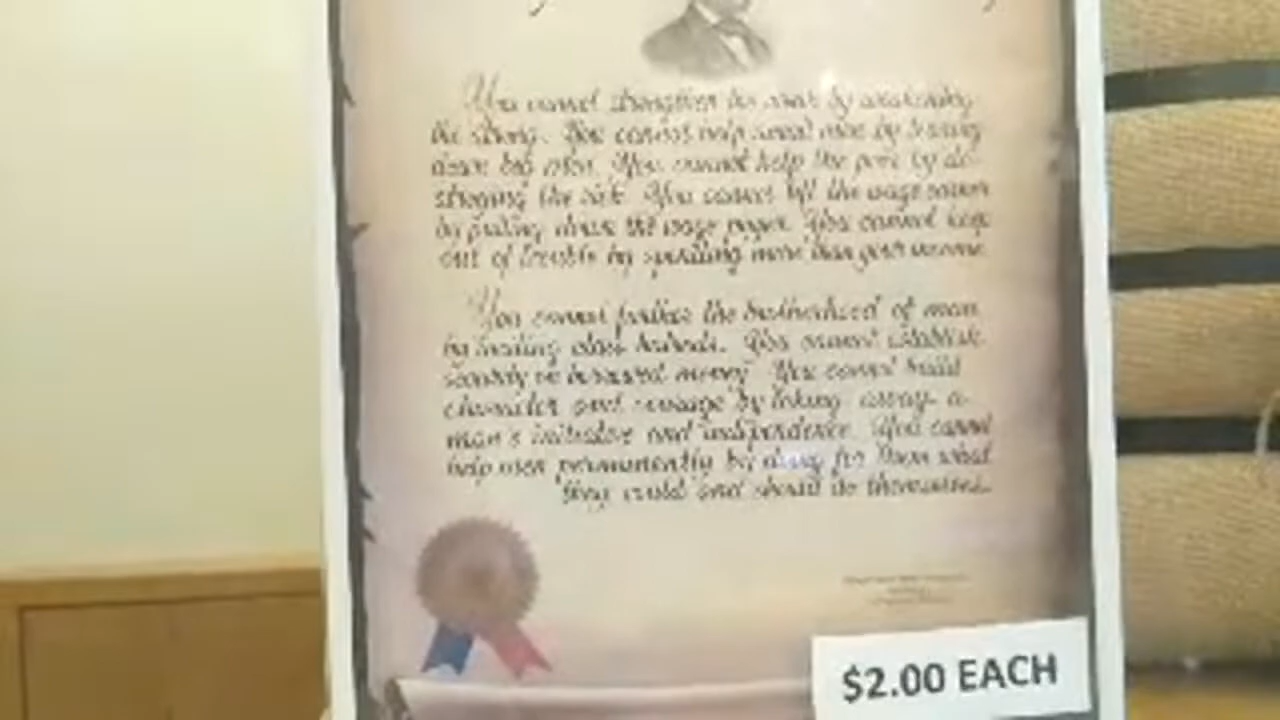 You cannot strengthen the weak by weakening
the strong. You cannot help small men by tearing
down big men. You cannot help the poor by de-
stroying the rich. You cannot lift the wage earner
by pulling down the wage payer. You cannot keep
out of trouble by spending more than your income.
You cannot further the brotherhood of man
by inciting class hatreds. You cannot establish
security on borrowed money. You cannot build
character and courage by taking away a
man's initiative and independence. You cannot
help men permanently by doing for them what
they could and should do themselves.
$2.00 EACH